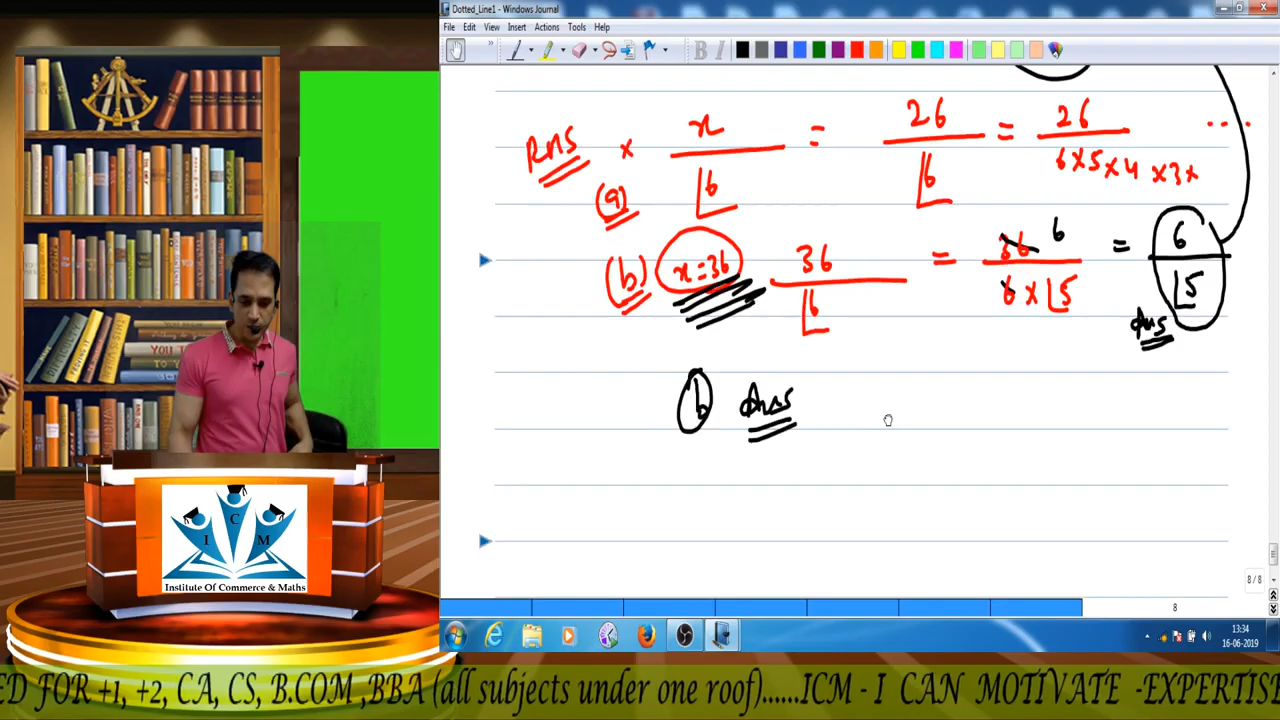 Dotted_Line1 - Windows Journal
File Edit View Insert Actions Tools Help
B I
RHS × x/⌊6 = 26/⌊6 = 26/6×5×4×3× ....
(a)
(b) x=36 36/⌊6 = 36 6/6×⌊5 = 6/⌊5
Ans
b Ans
8/8
8
13:34
16-06-2019
I C M
Institute Of Commerce & Maths
ED FOR +1, +2, CA, CS, B.COM ,BBA (all subjects under one roof)......ICM - I CAN MOTIVATE -EXPERTISE